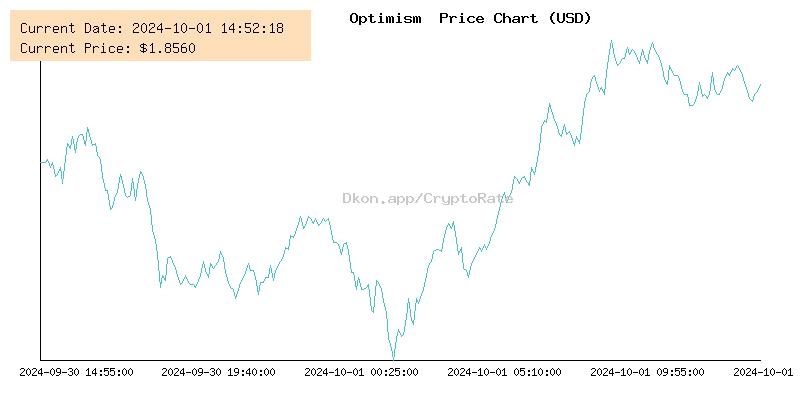 Optimism Price Chart (USD)
Current Date: 2024-10-01 14:52:18
Current Price: $1.8560
Dkon.app/CryptoRate
2024-09-30 14:55:00 2024-09-30 19:40:00 2024-10-01 00:25:00 2024-10-01 05:10:00 2024-10-01 09:55:00 2024-10-01